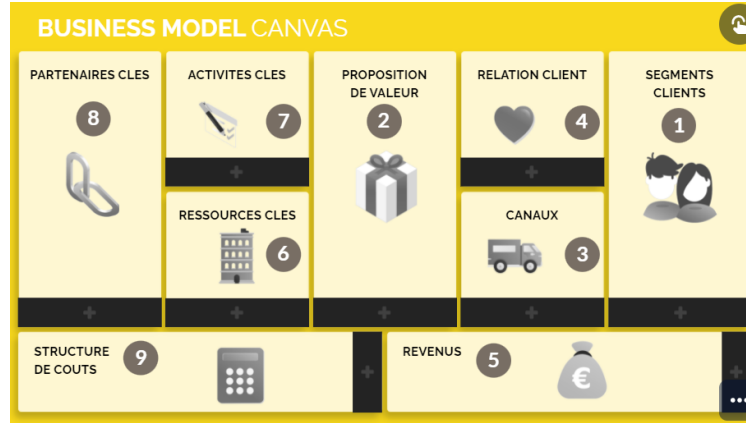 BUSINESS MODEL CANVAS
PARTENAIRES CLES
8
ACTIVITES CLES
7
RESSOURCES CLES
6
PROPOSITION
DE VALEUR
2
RELATION CLIENT
4
CANAUX
3
SEGMENTS
CLIENTS
1
STRUCTURE
DE COUTS
9
REVENUS
5
€